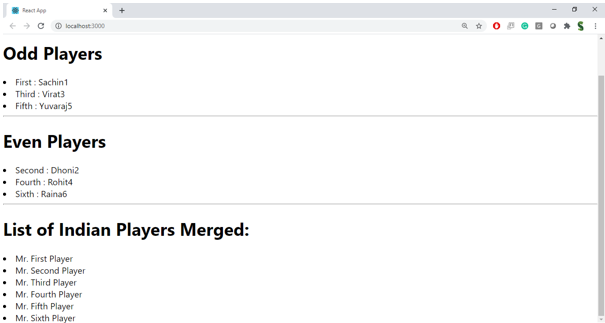 React App
localhost:3000
Odd Players
First : Sachin1
Third : Virat3
Fifth : Yuvaraj5
Even Players
Second : Dhoni2
Fourth : Rohit4
Sixth : Raina6
List of Indian Players Merged:
Mr. First Player
Mr. Second Player
Mr. Third Player
Mr. Fourth Player
Mr. Fifth Player
Mr. Sixth Player